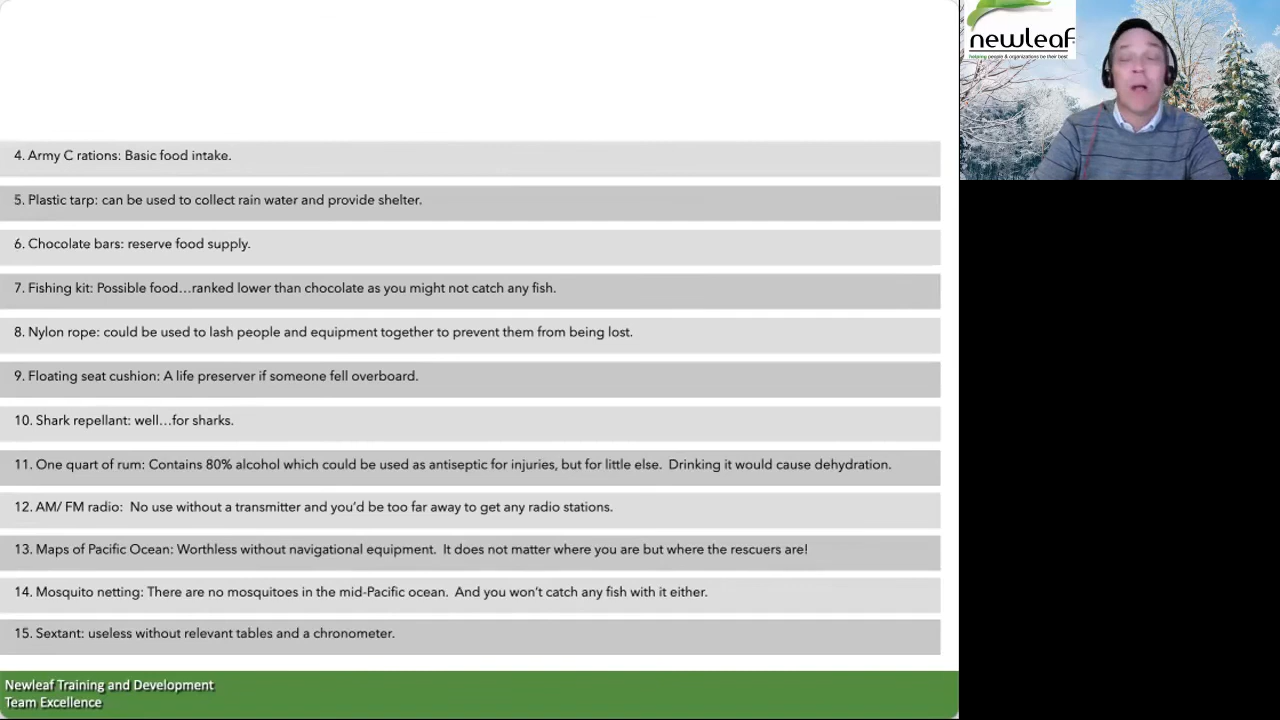 4. Army C rations: Basic food intake.
5. Plastic tarp: can be used to collect rain water and provide shelter.
6. Chocolate bars: reserve food supply.
7. Fishing kit: Possible food…ranked lower than chocolate as you might not catch any fish.
8. Nylon rope: could be used to lash people and equipment together to prevent them from being lost.
9. Floating seat cushion: A life preserver if someone fell overboard.
10. Shark repellant: well…for sharks.
11. One quart of rum: Contains 80% alcohol which could be used as antiseptic for injuries, but for little else.  Drinking it would cause dehydration.
12. AM/ FM radio:  No use without a transmitter and you’d be too far away to get any radio stations.
13. Maps of Pacific Ocean: Worthless without navigational equipment.  It does not matter where you are but where the rescuers are!
14. Mosquito netting: There are no mosquitoes in the mid-Pacific ocean.  And you won’t catch any fish with it either.
15. Sextant: useless without relevant tables and a chronometer.
Newleaf Training and Development
Team Excellence
newleaf
helping people & organizations be their best